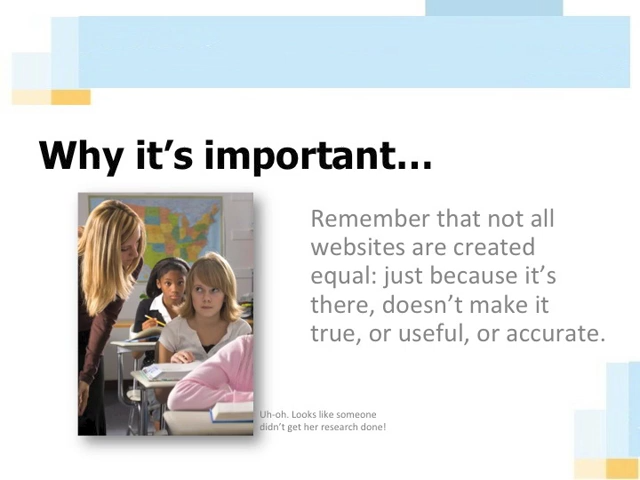 Why it’s important…
Remember that not all
websites are created
equal: just because it’s
there, doesn’t make it
true, or useful, or accurate.
Uh-oh. Looks like someone
didn’t get her research done!